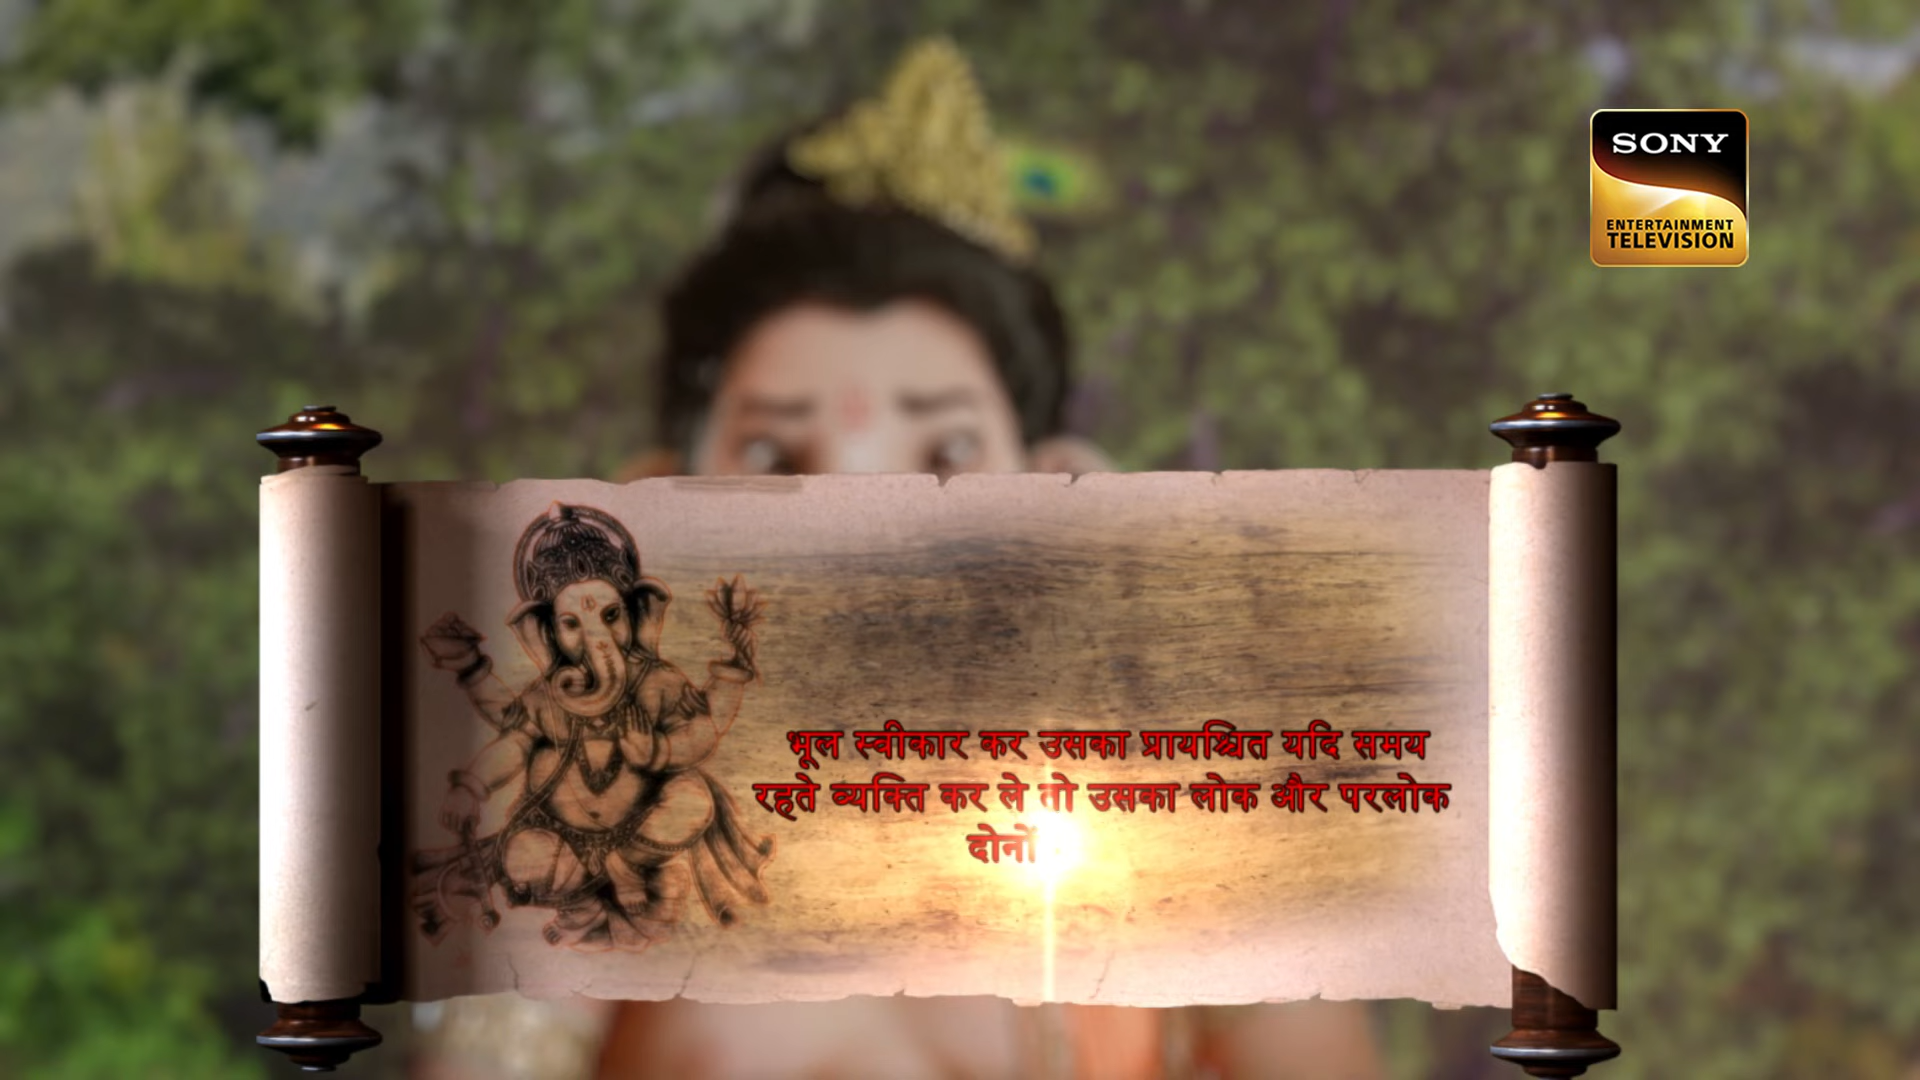 SONY
ENTERTAINMENT
TELEVISION
भूल स्वीकार कर उसका प्रायश्चित यदि समय
रहते व्यक्ति कर ले तो उसका लोक और परलोक
दोनों